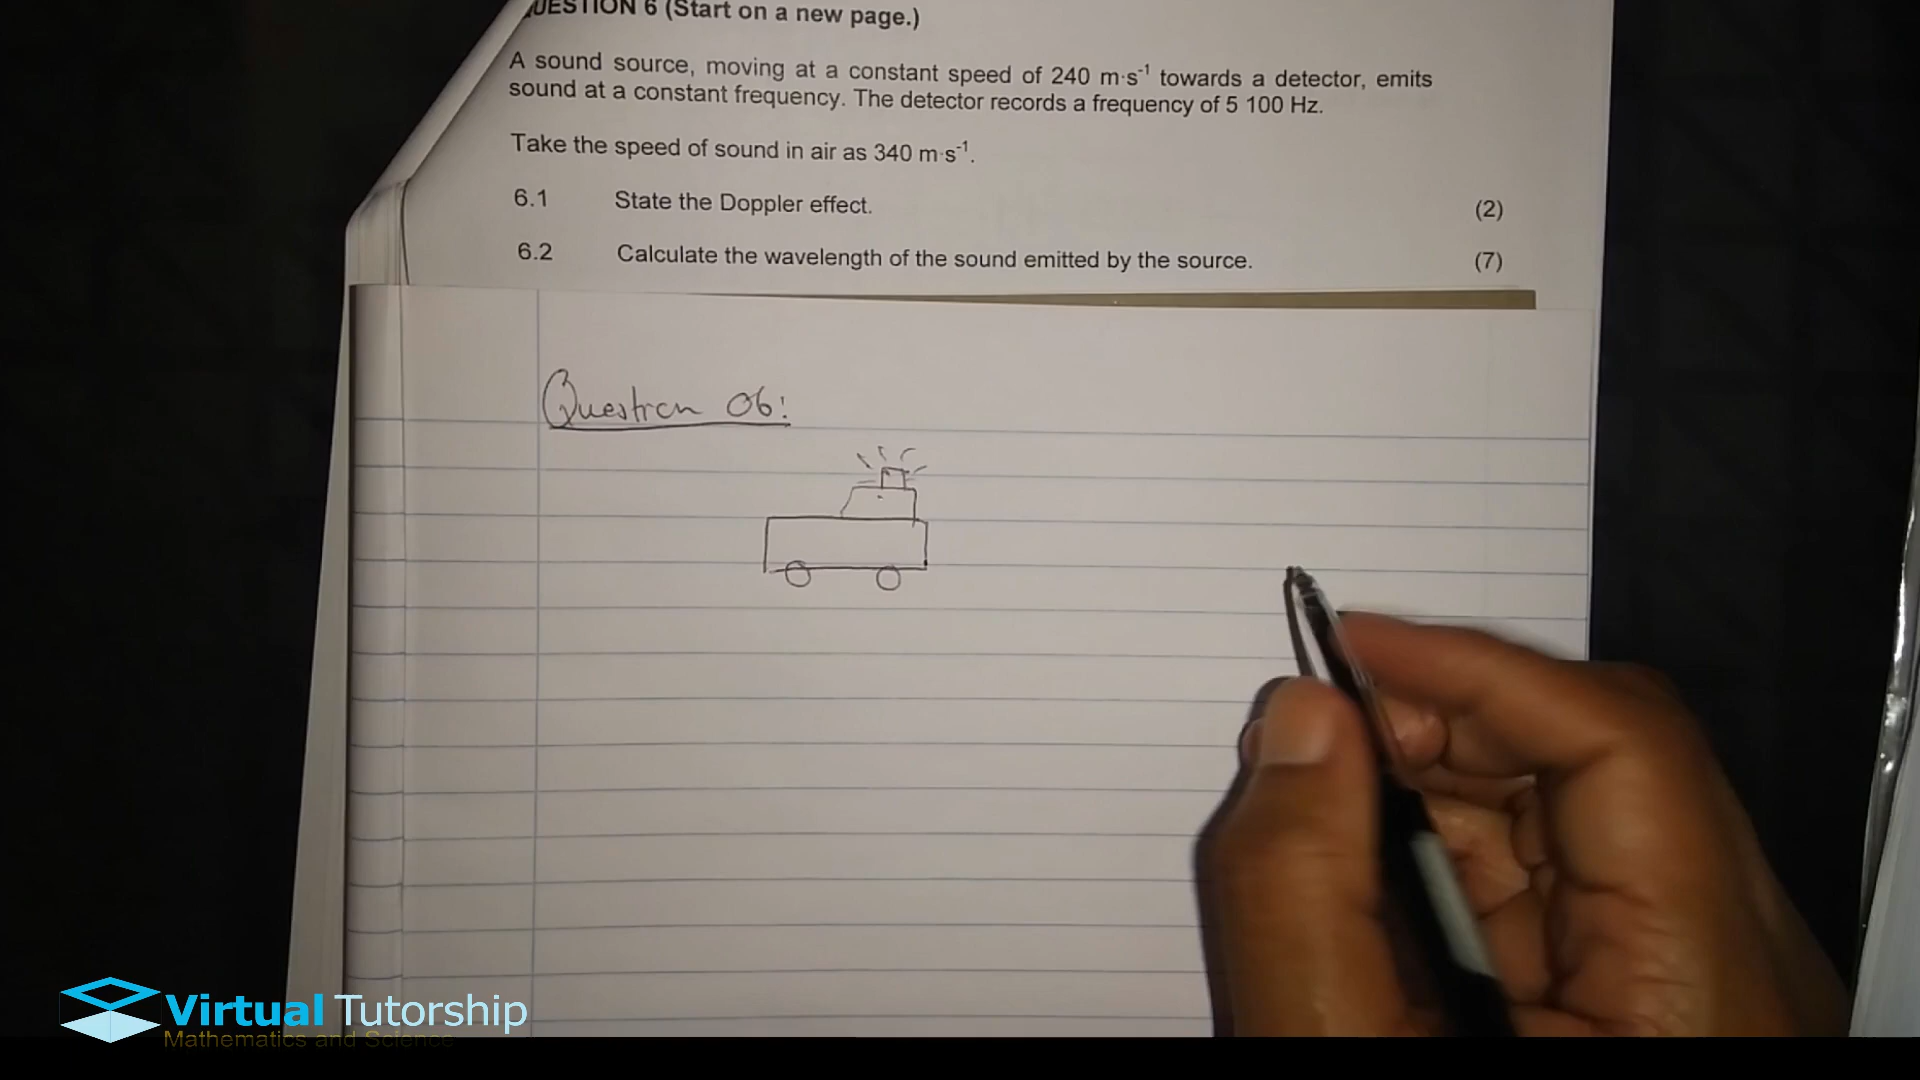 QUESTION 6 (Start on a new page.)
A sound source, moving at a constant speed of 240 m·s⁻¹ towards a detector, emits
sound at a constant frequency. The detector records a frequency of 5 100 Hz.
Take the speed of sound in air as 340 m·s⁻¹.
6.1 State the Doppler effect. (2)
6.2 Calculate the wavelength of the sound emitted by the source. (7)
Question 06:
Virtual Tutorship
Mathematics and Science